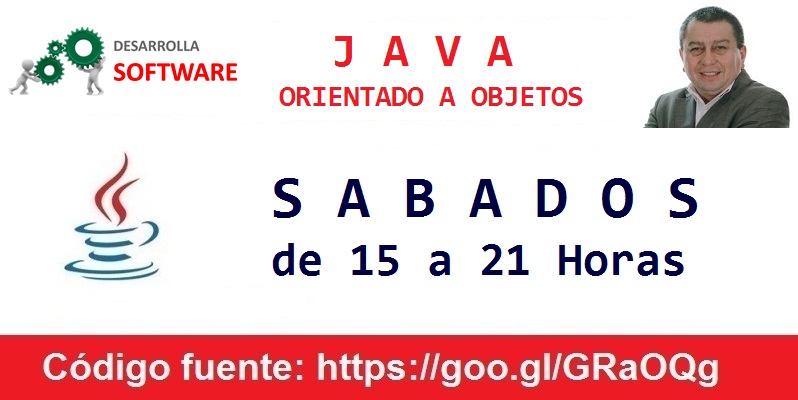 DESARROLLA
SOFTWARE
J A V A
ORIENTADO A OBJETOS
S A B A D O S
de 15 a 21 Horas
Código fuente: https://goo.gl/GRaOQg